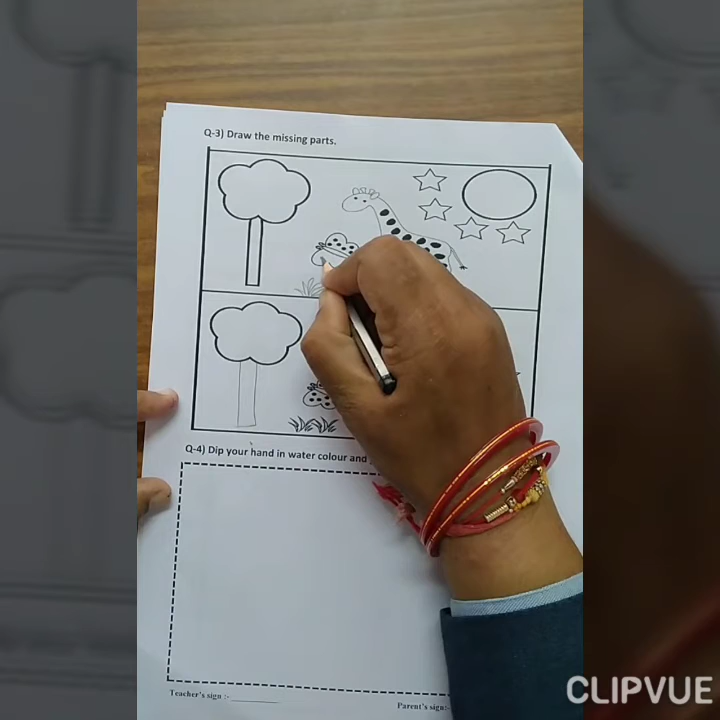 Q-3) Draw the missing parts.
Q-4) Dip your hand in water colour and
Teacher's sign :-
Parent's sign:-
CLIPVUE